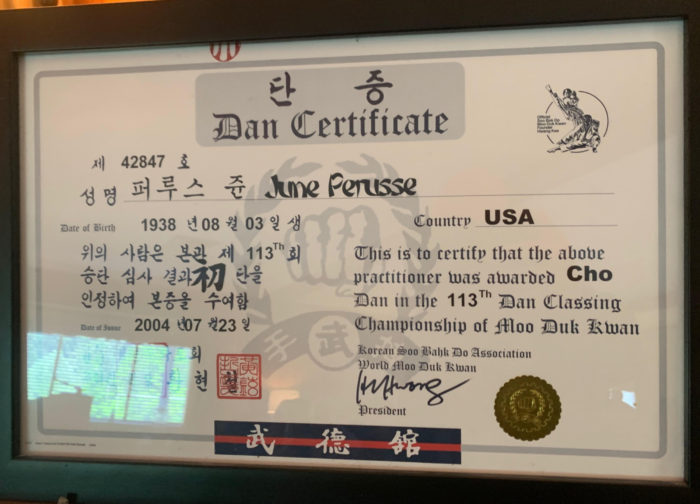 단 증
Dan Certificate
제 42847 호
성명 퍼루스 쥰 June Perusse
Date of Birth 1938 년 08 월 03 일 생
Country USA
위의 사람은 본관 제 113Th 회
승단 심사 결과 初 단을
인정하여 본증을 수여함
Date of Issue 2004 년 07 월 23 일
This is to certify that the above
practitioner was awarded Cho
Dan in the 113Th Dan Classing
Championship of Moo Duk Kwan
회
현
Korean Soo Bahk Do Association
World Moo Duk Kwan
President
手 武
武 德 館